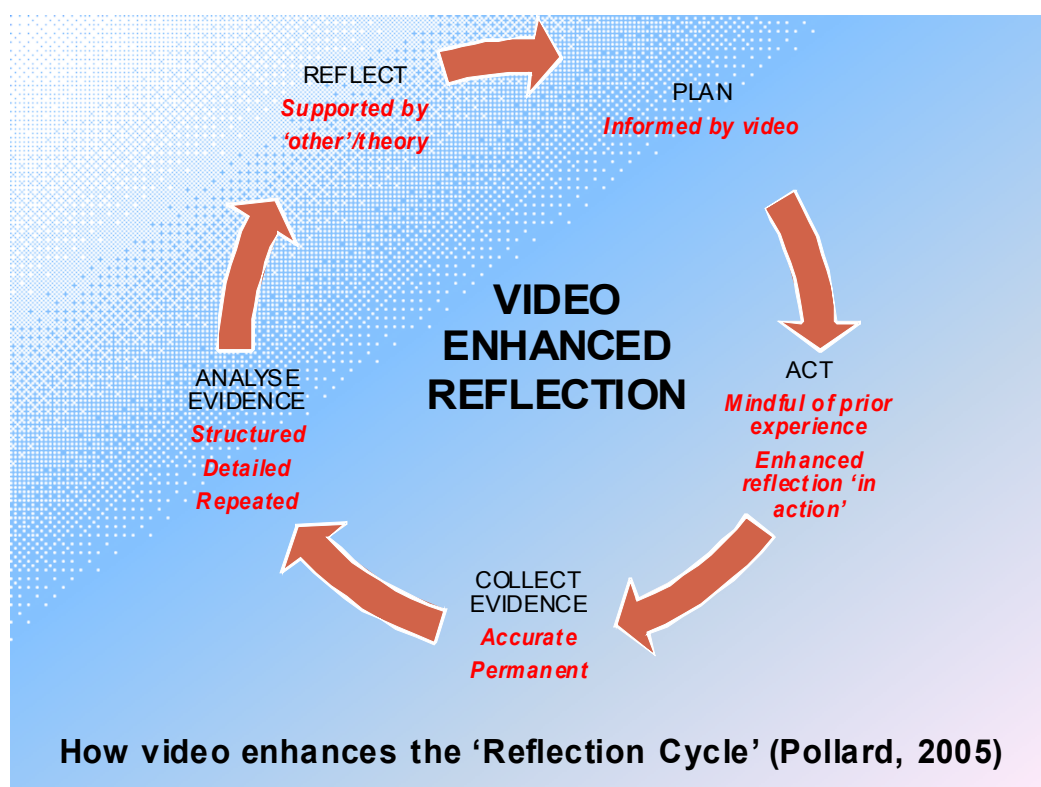 REFLECT
Supported by
‘other’/theory
PLAN
Informed by video
VIDEO
ENHANCED
REFLECTION
ACT
Mindful of prior
experience
Enhanced
reflection ‘in
action’
COLLECT
EVIDENCE
Accurate
Permanent
ANALYSE
EVIDENCE
Structured
Detailed
Repeated
How video enhances the ‘Reflection Cycle’ (Pollard, 2005)